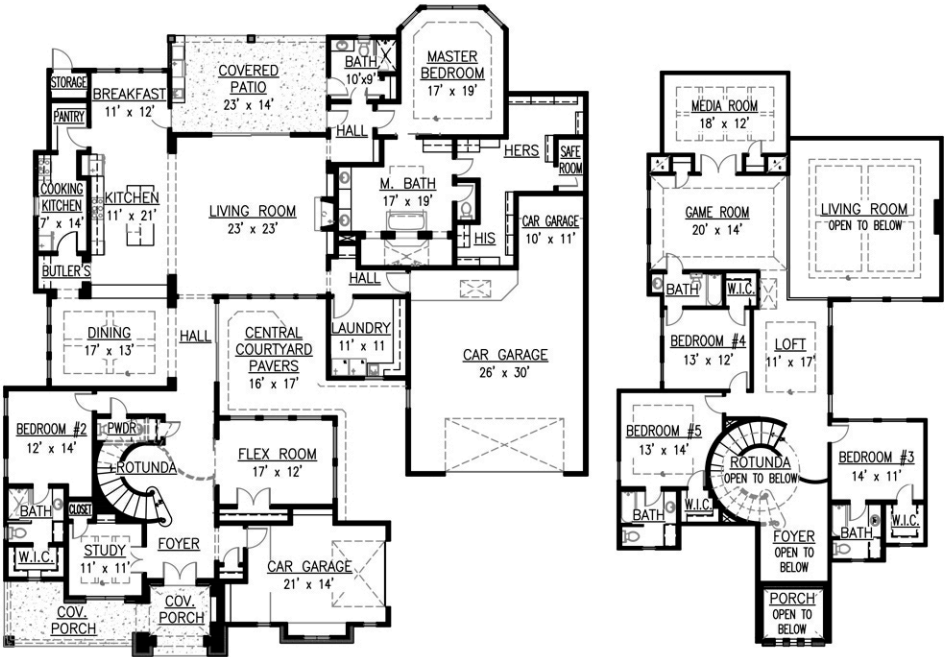 STORAGE
BREAKFAST
11' x 12'
COVERED
PATIO
23' x 14'
BATH
10'x9'
MASTER
BEDROOM
17' x 19'
PANTRY
HALL
HERS
SAFE
ROOM
COOKING
KITCHEN
7' x 14'
KITCHEN
11' x 21'
LIVING ROOM
23' x 23'
M. BATH
17' x 19'
HIS
CAR GARAGE
10' x 11'
BUTLER'S
HALL
DINING
17' x 13'
HALL
CENTRAL
COURTYARD
PAVERS
16' x 17'
LAUNDRY
11' x 11
CAR GARAGE
26' x 30'
BEDROOM #2
12' x 14'
PWDR.
ROTUNDA
FLEX ROOM
17' x 12'
BATH
CLOSET
STUDY
11' x 11'
FOYER
W.I.C.
CAR GARAGE
21' x 14'
COV.
PORCH
COV.
PORCH
MEDIA ROOM
18' x 12'
GAME ROOM
20' x 14'
LIVING ROOM
OPEN TO BELOW
BATH
W.I.C.
BEDROOM #4
13' x 12'
LOFT
11' x 17'
BEDROOM #5
13' x 14'
ROTUNDA
OPEN TO BELOW
BEDROOM #3
14' x 11'
BATH
W.I.C.
FOYER
OPEN TO
BELOW
BATH
W.I.C.
PORCH
OPEN TO
BELOW